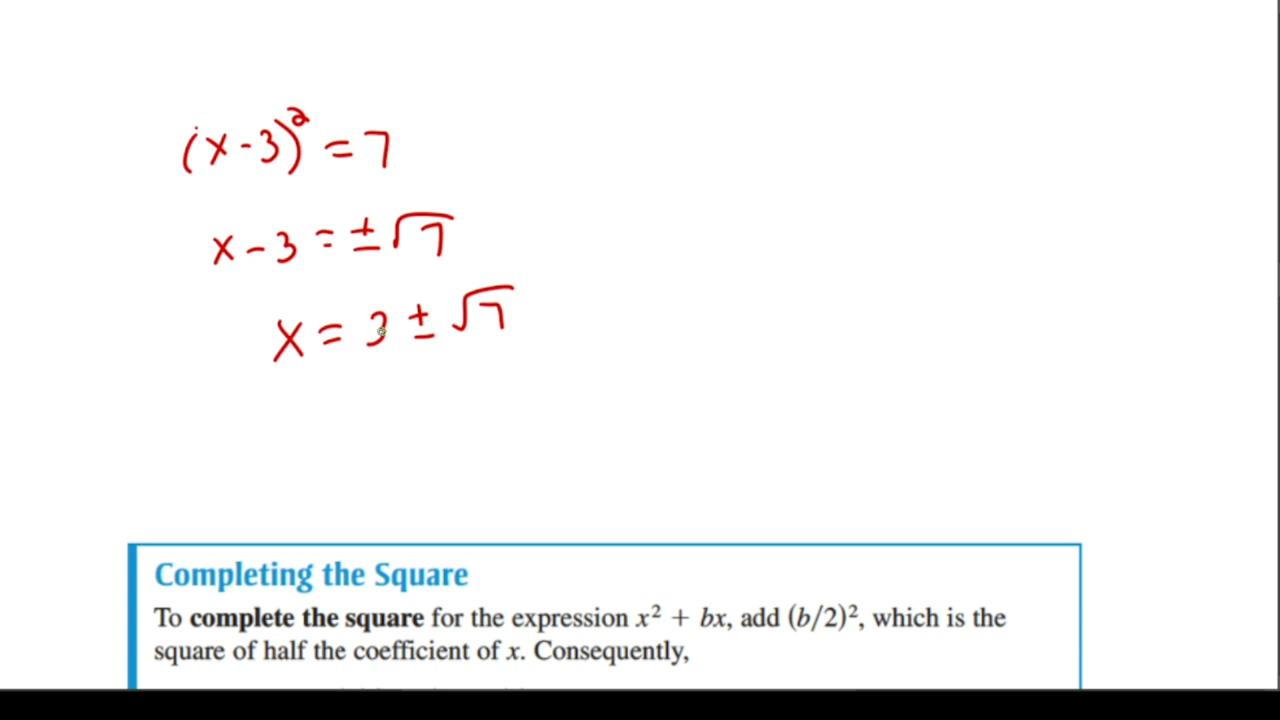 (x-3)² = 7
x-3 = ±√7
x = 3 ± √7
Completing the Square
To complete the square for the expression x² + bx, add (b/2)², which is the
square of half the coefficient of x. Consequently,